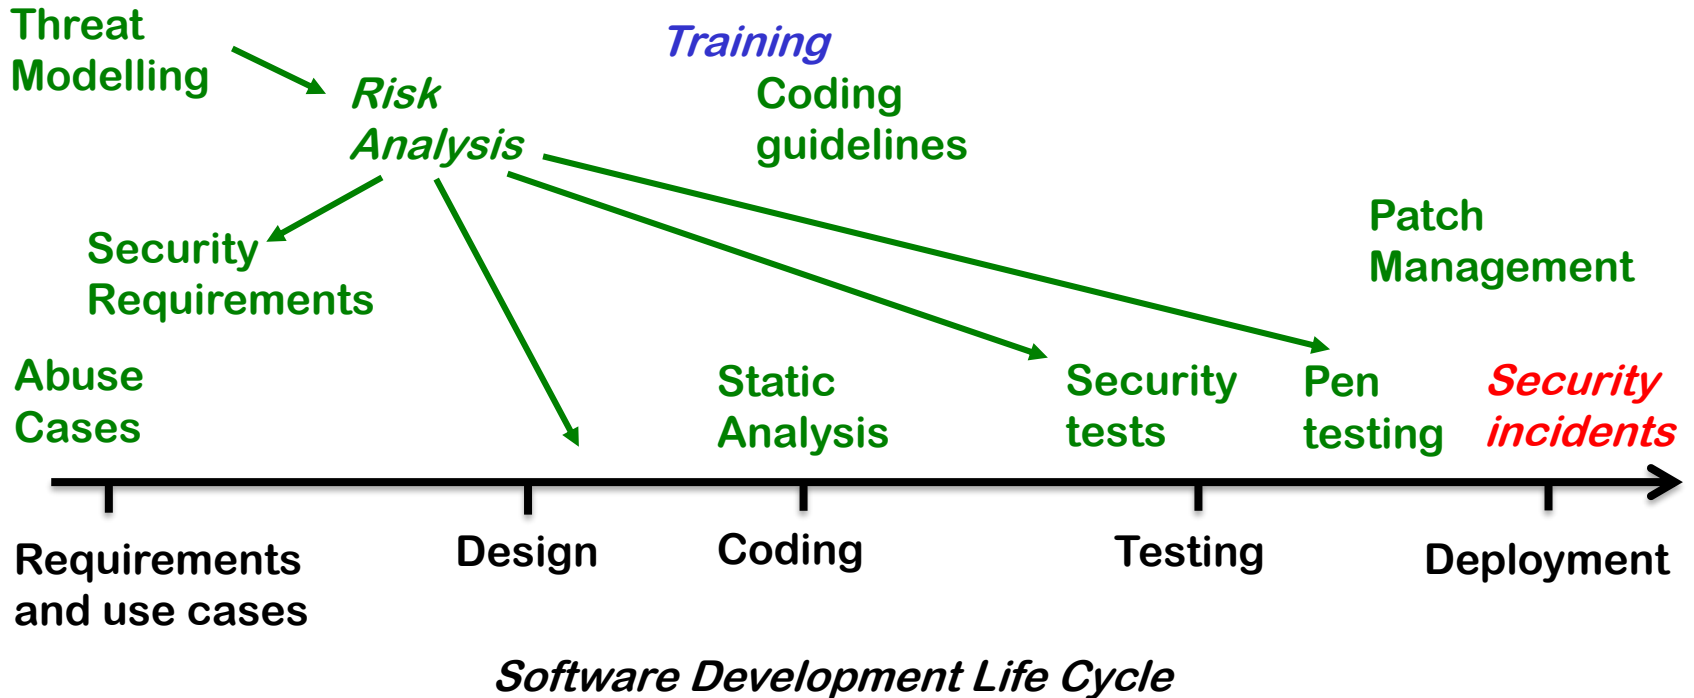 Threat
Modelling
Training
Risk
Analysis
Coding
guidelines
Security
Requirements
Patch
Management
Abuse
Cases
Static
Analysis
Security
tests
Pen
testing
Security
incidents
Requirements
and use cases
Design
Coding
Testing
Deployment
Software Development Life Cycle